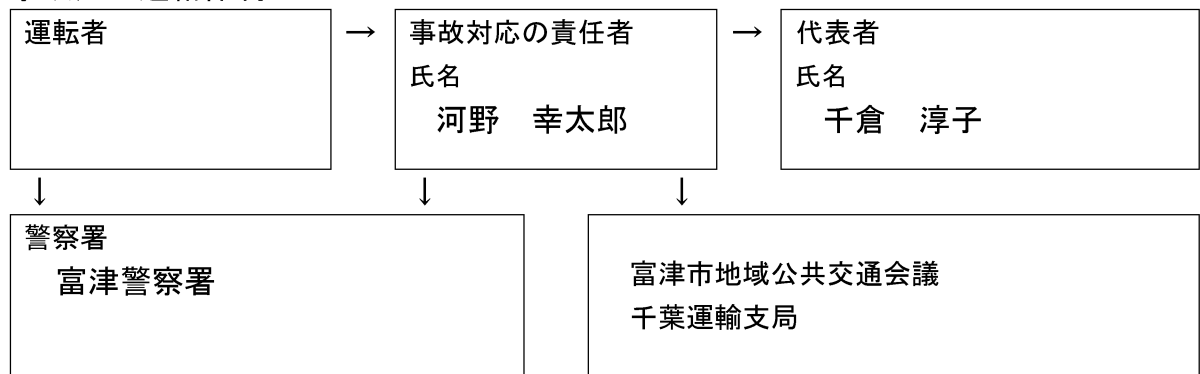 運転者
→
事故対応の責任者
氏名
河野　幸太郎
→
代表者
氏名
千倉　淳子
↓
↓
↓
警察署
富津警察署
富津市地域公共交通会議
千葉運輸支局